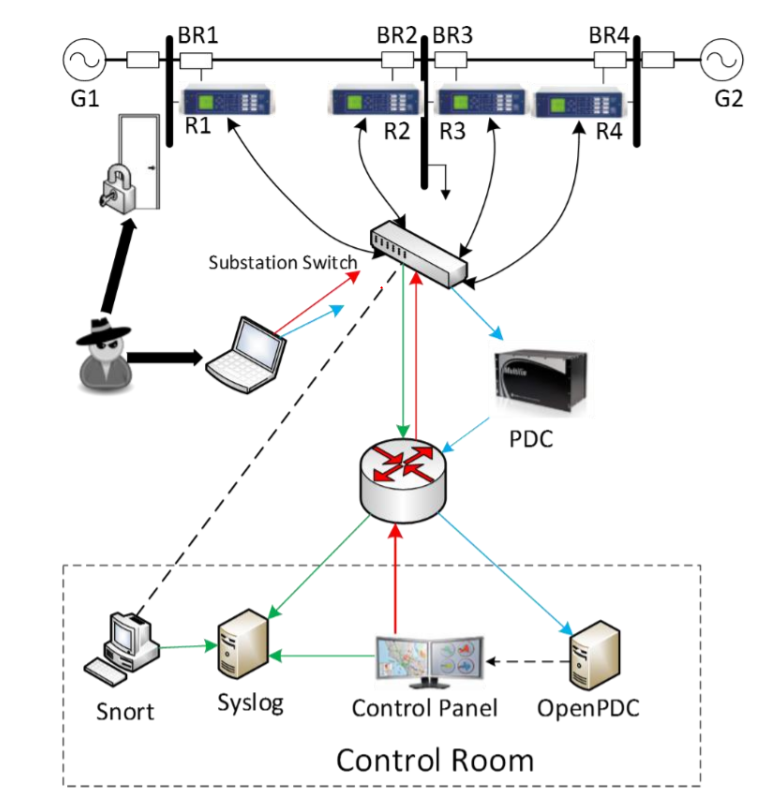 BR1
BR2 BR3
BR4
G1
G2
R1
R2
R3
R4
Substation Switch
Multilin
PDC
Snort
Syslog
Control Panel
OpenPDC
Control Room